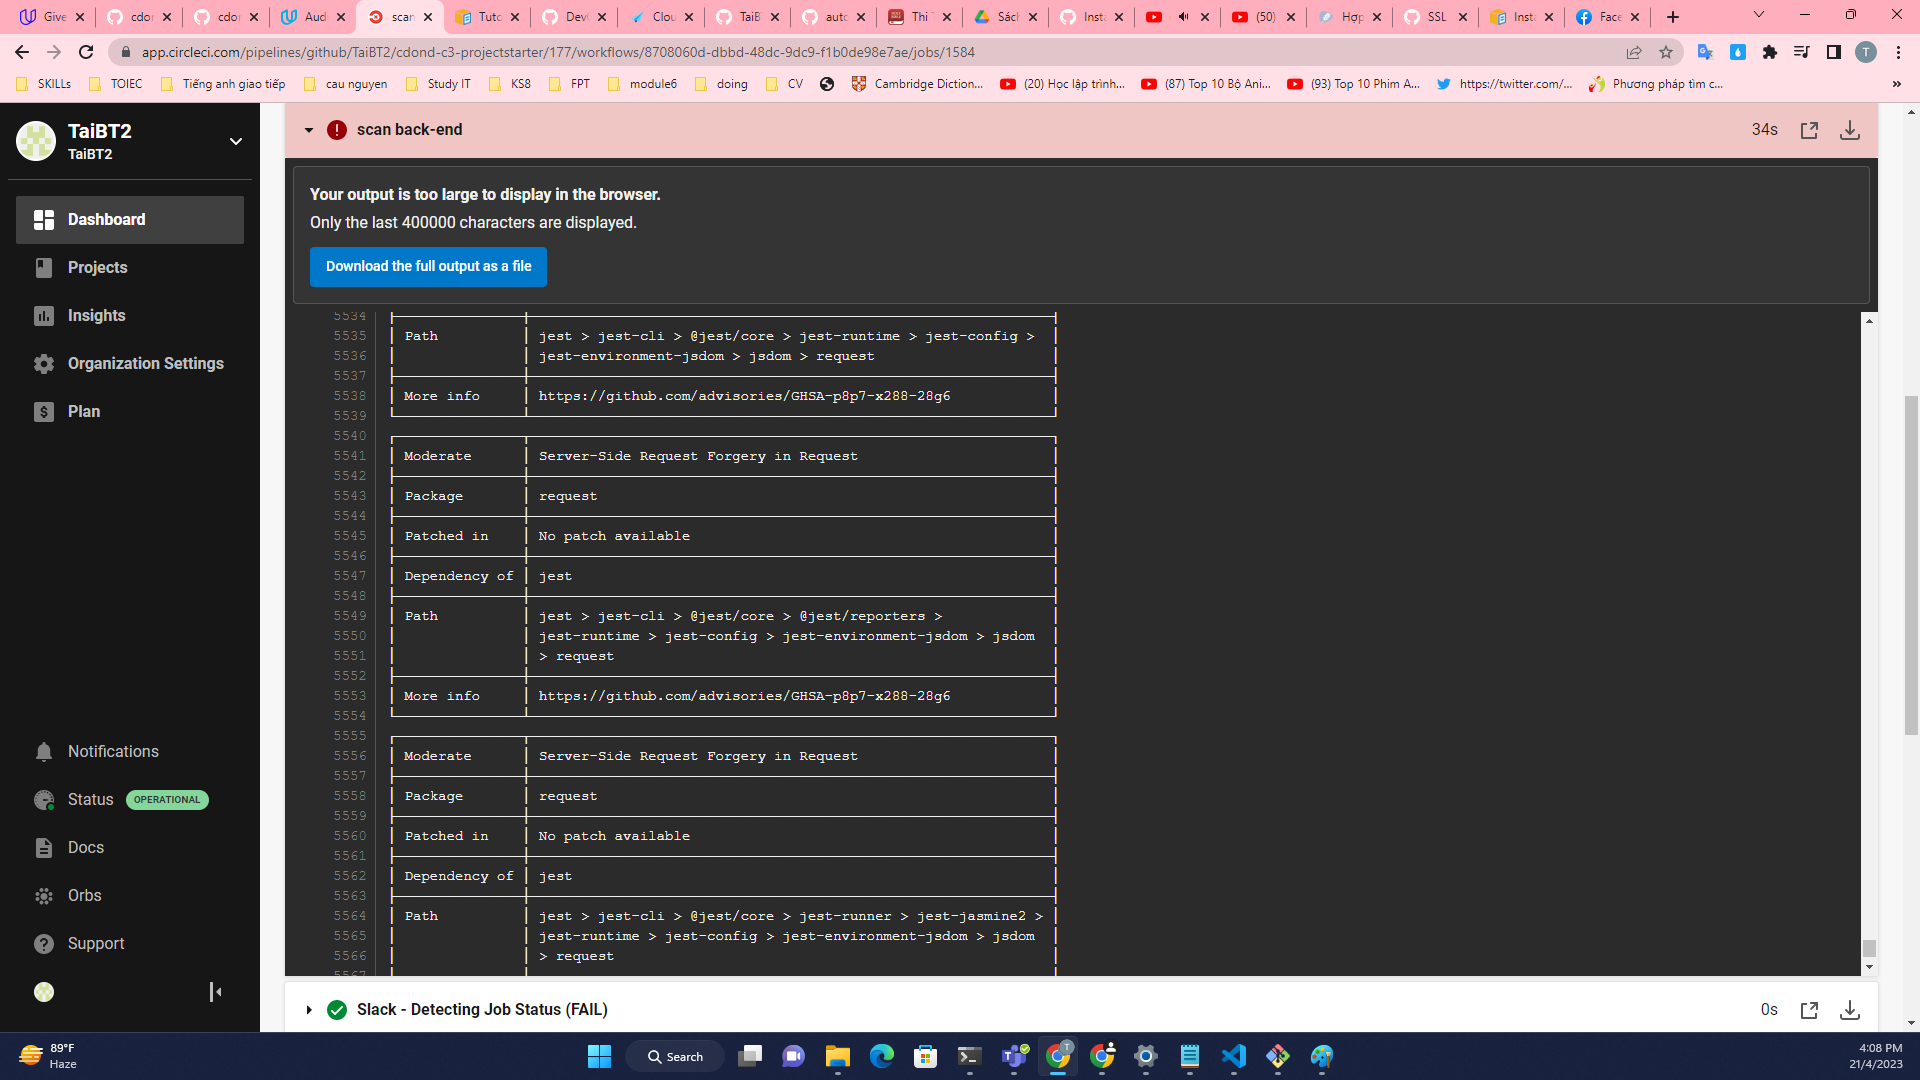 Give
cdon
cdon
Aud
scan
Tuto
Dev
Clou
TaiB
auto
Thi
Sách
Insta
(50)
Hợp
SSL
Insta
Face
app.circleci.com/pipelines/github/TaiBT2/cdond-c3-projectstarter/177/workflows/8708060d-dbbd-48dc-9dc9-f1b0de98e7ae/jobs/1584
T
SKILLs
TOIEC
Tiếng anh giao tiếp
cau nguyen
Study IT
KS8
FPT
module6
doing
CV
Cambridge Diction...
(20) Học lập trình...
(87) Top 10 Bộ Ani...
(93) Top 10 Phim A...
https://twitter.com/...
Phương pháp tìm c...
»
TaiBT2
TaiBT2
Dashboard
Projects
Insights
Organization Settings
Plan
Notifications
Status OPERATIONAL
Docs
Orbs
Support
scan back-end
34s
Your output is too large to display in the browser.
Only the last 400000 characters are displayed.
Download the full output as a file
5534
5535 Path jest > jest-cli > @jest/core > jest-runtime > jest-config >
5536 jest-environment-jsdom > jsdom > request
5537
5538 More info https://github.com/advisories/GHSA-p8p7-x288-28g6
5539
5540
5541 Moderate Server-Side Request Forgery in Request
5542
5543 Package request
5544
5545 Patched in No patch available
5546
5547 Dependency of jest
5548
5549 Path jest > jest-cli > @jest/core > @jest/reporters >
5550 jest-runtime > jest-config > jest-environment-jsdom > jsdom
5551 > request
5552
5553 More info https://github.com/advisories/GHSA-p8p7-x288-28g6
5554
5555
5556 Moderate Server-Side Request Forgery in Request
5557
5558 Package request
5559
5560 Patched in No patch available
5561
5562 Dependency of jest
5563
5564 Path jest > jest-cli > @jest/core > jest-runner > jest-jasmine2 >
5565 jest-runtime > jest-config > jest-environment-jsdom > jsdom
5566 > request
5567
Slack - Detecting Job Status (FAIL)
0s
89°F
Haze
Search
T
4:08 PM
21/4/2023